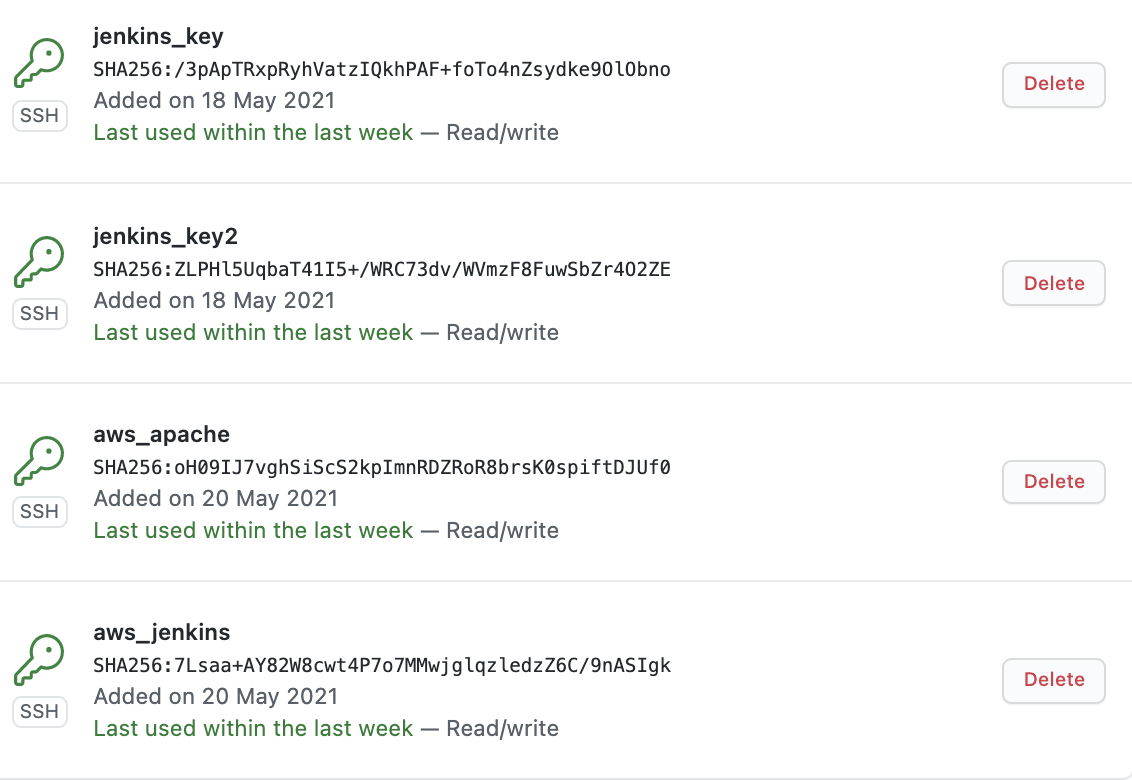 jenkins_key
SHA256:/3pApTRxpRyhVatzIQkhPAF+foTo4nZsydke9OlObno
Added on 18 May 2021
Last used within the last week — Read/write
SSH
Delete
jenkins_key2
SHA256:ZLPHl5UqbaT41I5+/WRC73dv/WVmzF8FuwSbZr4O2ZE
Added on 18 May 2021
Last used within the last week — Read/write
SSH
Delete
aws_apache
SHA256:oH09IJ7vghSiScS2kpImnRDZRoR8brsK0spiftDJUf0
Added on 20 May 2021
Last used within the last week — Read/write
SSH
Delete
aws_jenkins
SHA256:7Lsaa+AY82W8cwt4P7o7MMwjglqzledzZ6C/9nASIgk
Added on 20 May 2021
Last used within the last week — Read/write
SSH
Delete